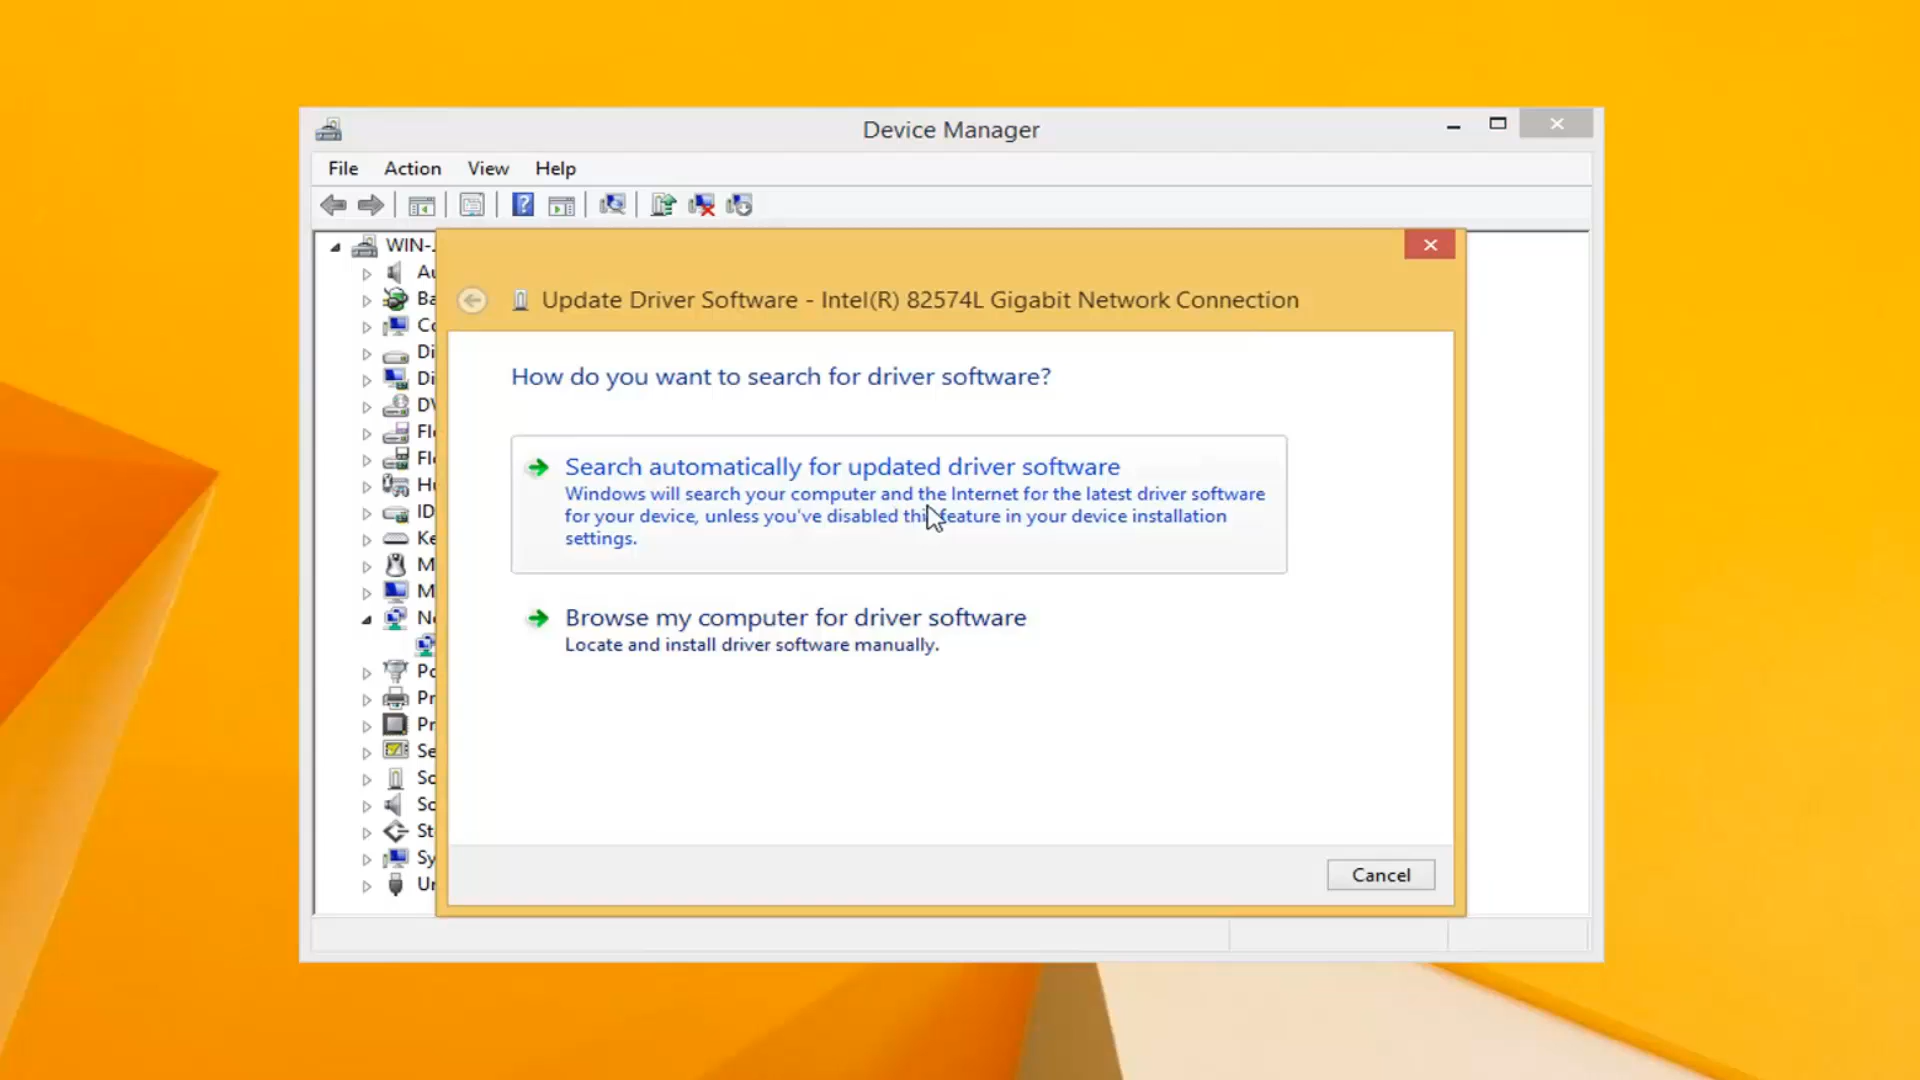 Device Manager
File Action View Help
WIN-
Update Driver Software - Intel(R) 82574L Gigabit Network Connection
How do you want to search for driver software?
Search automatically for updated driver software
Windows will search your computer and the Internet for the latest driver software
for your device, unless you've disabled this feature in your device installation
settings.
Browse my computer for driver software
Locate and install driver software manually.
Cancel